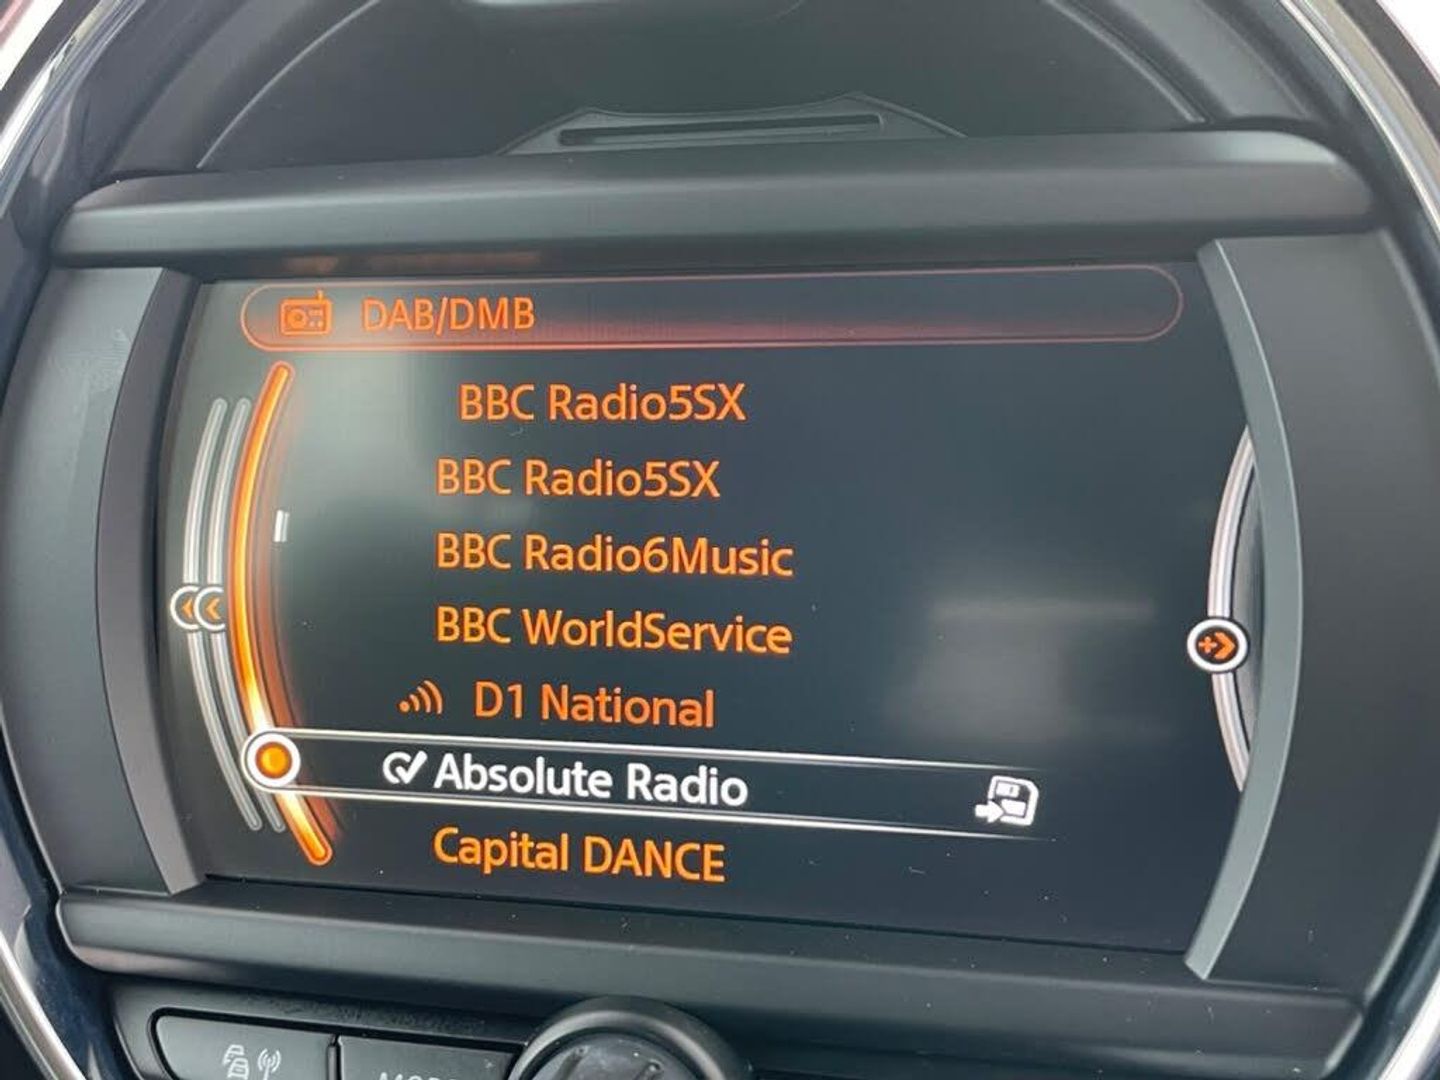 DAB/DMB
BBC Radio5SX
BBC Radio5SX
BBC Radio6Music
BBC WorldService
D1 National
Absolute Radio
Capital DANCE